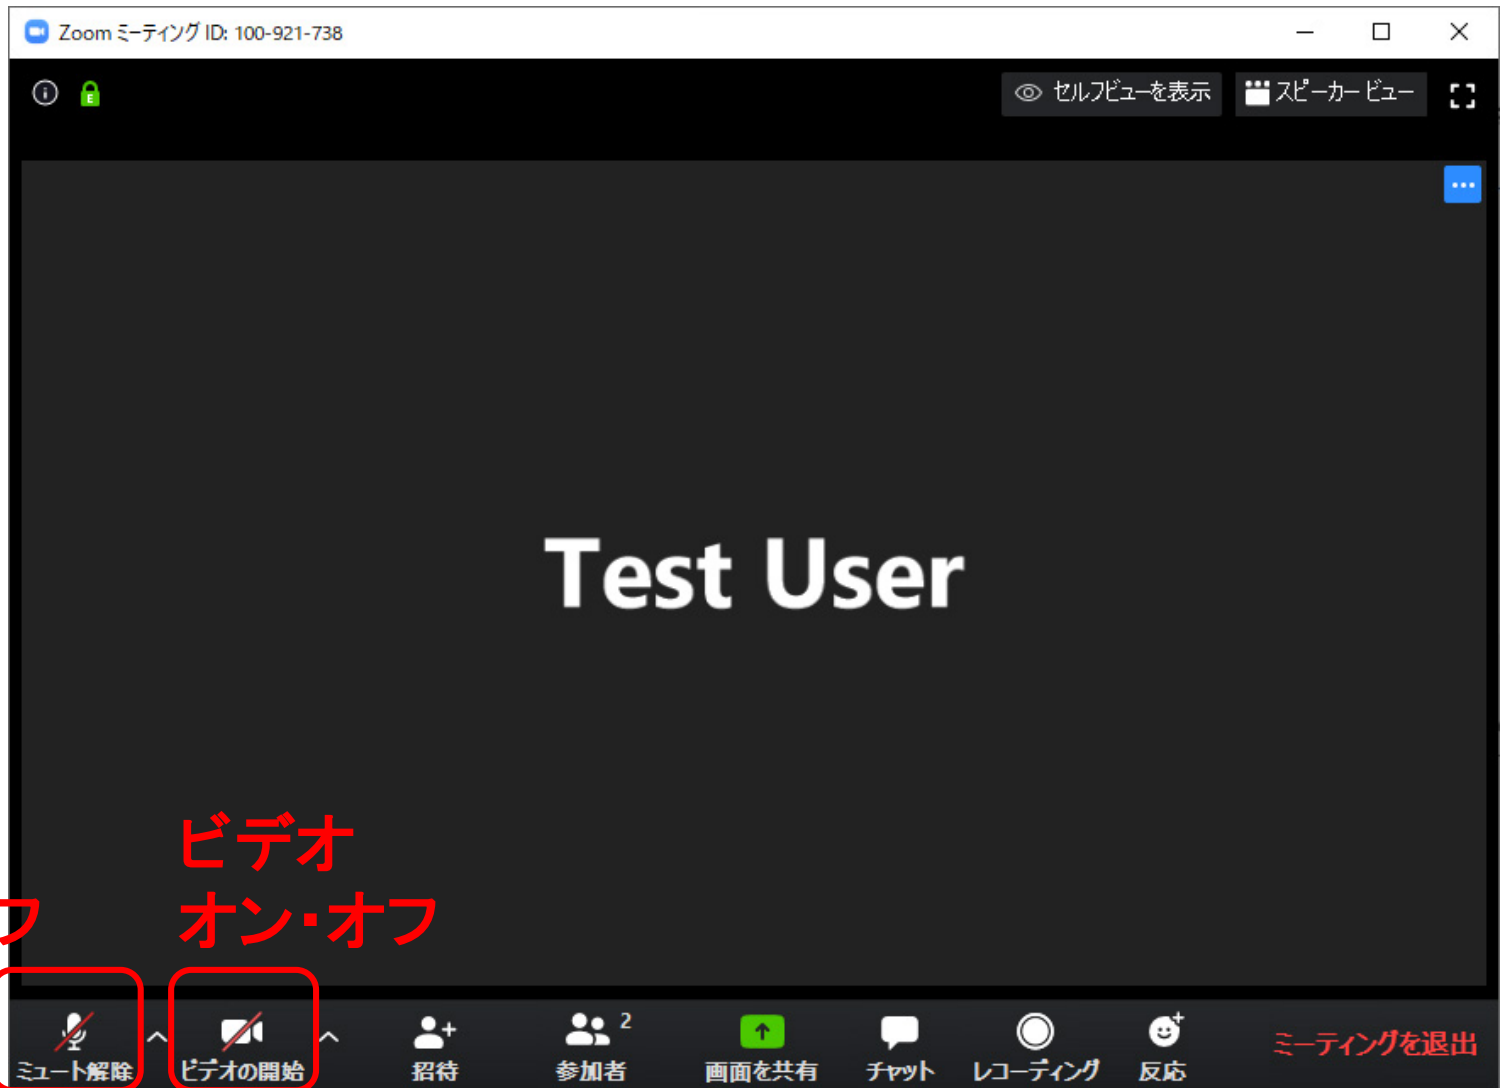 Zoom ミーティング ID: 100-921-738
セルフビューを表示
スピーカー ビュー
Test User
ビデオ
オン・オフ
フ
ミュート解除
ビデオの開始
招待
参加者 2
画面を共有
チャット
レコーディング
反応
ミーティングを退出